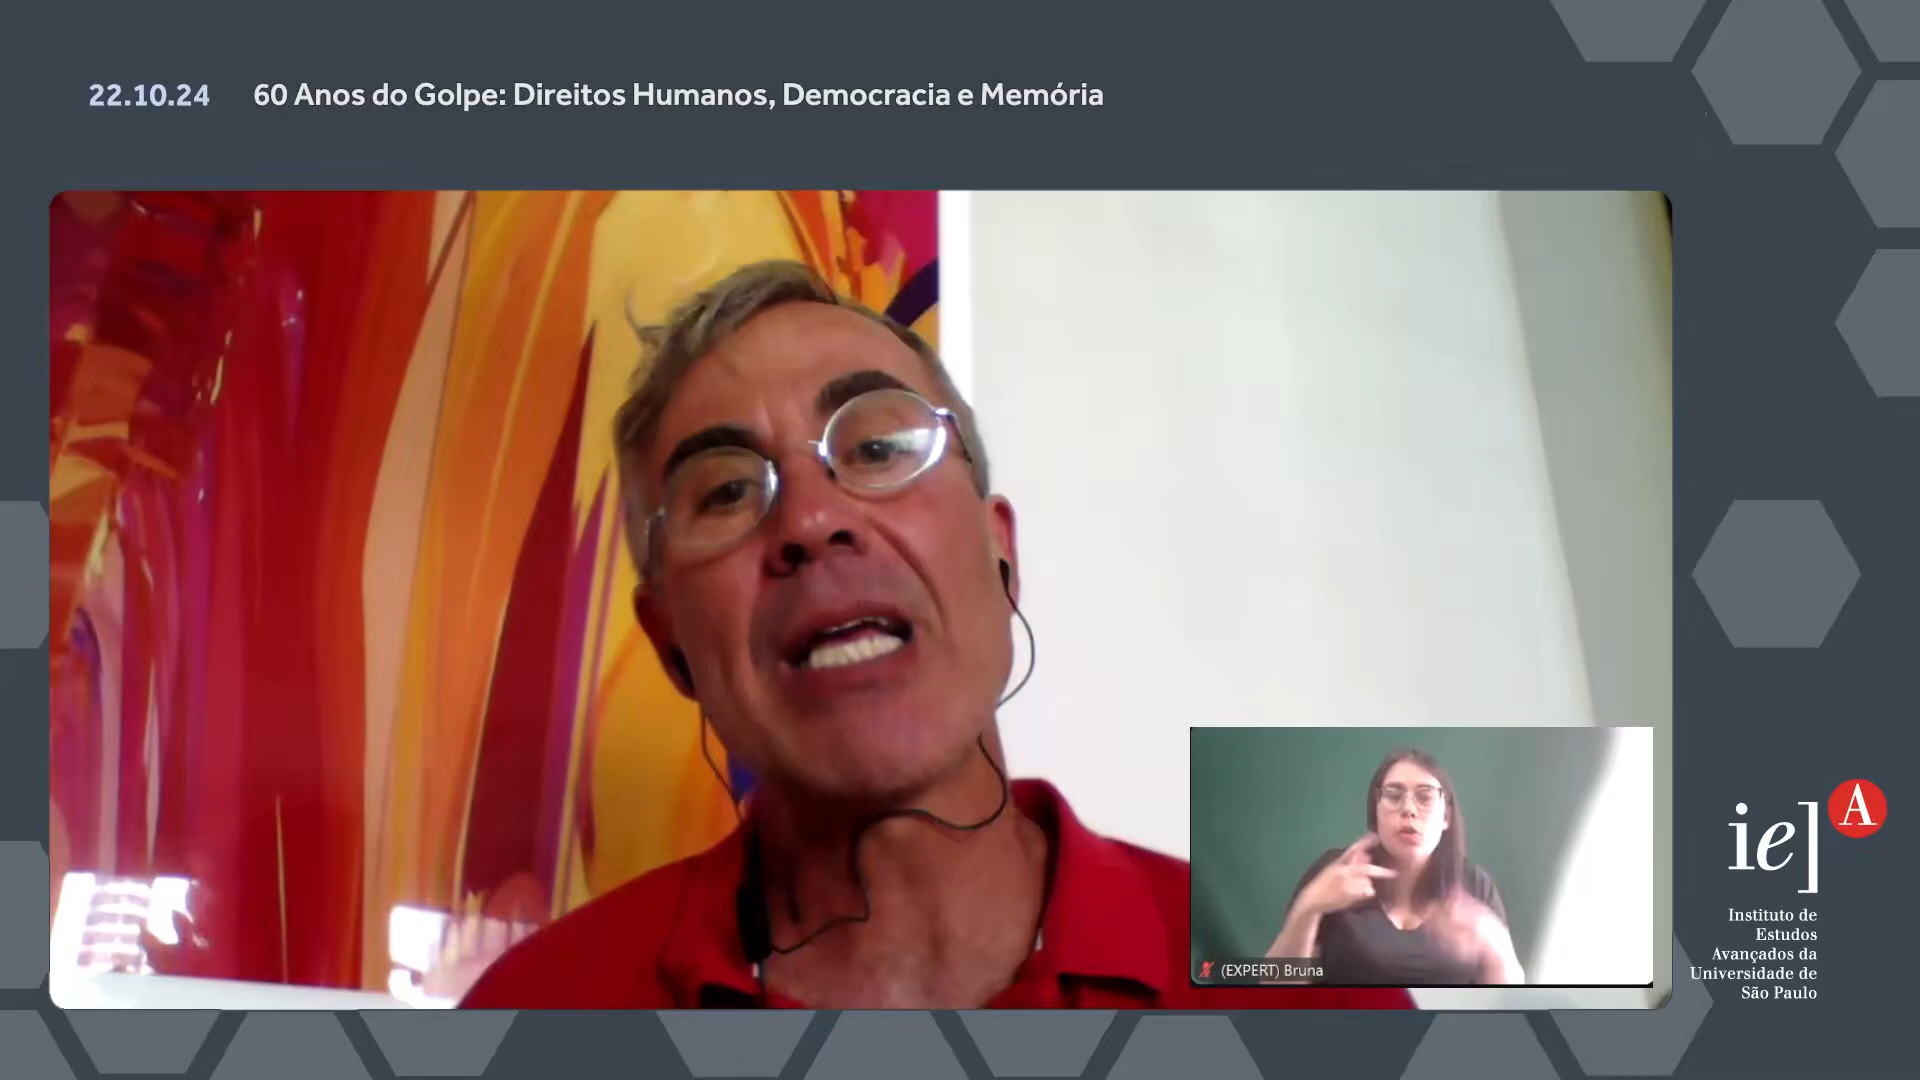 22.10.24 60 Anos do Golpe: Direitos Humanos, Democracia e Memória
(EXPERT) Bruna
ie] A
Instituto de
Estudos
Avançados da
Universidade de
São Paulo